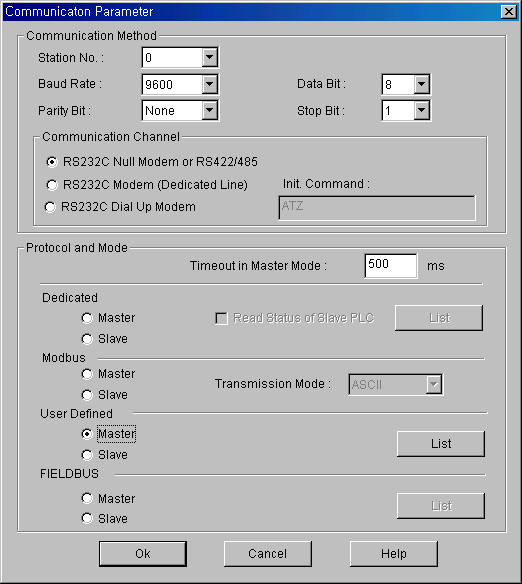 Communicaton Parameter
Communication Method
Station No. : 0
Baud Rate : 9600 Data Bit : 8
Parity Bit : None Stop Bit : 1
Communication Channel
RS232C Null Modem or RS422/485
RS232C Modem (Dedicated Line) Init. Command :
RS232C Dial Up Modem ATZ
Protocol and Mode
Timeout in Master Mode : 500 ms
Dedicated
Master Read Status of Slave PLC List
Slave
Modbus
Master Transmission Mode : ASCII
Slave
User Defined
Master List
Slave
FIELDBUS
Master List
Slave
Ok Cancel Help